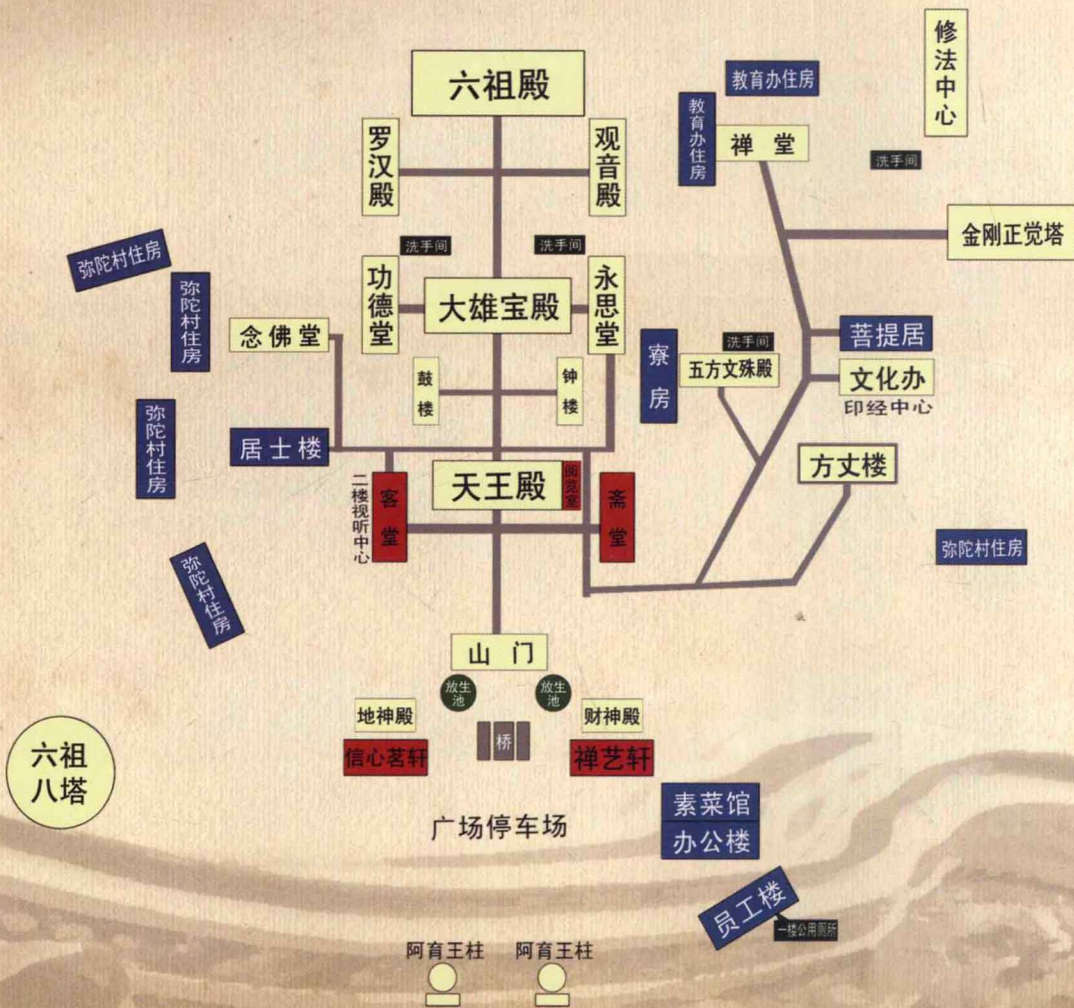 修法中心
六祖殿
教育办住房
教育办住房
禅堂
罗汉殿
观音殿
洗手间
金刚正觉塔
洗手间
洗手间
弥陀村住房
弥陀村住房
功德堂
大雄宝殿
永思堂
念佛堂
寮房
洗手间
五方文殊殿
菩提居
文化办
印经中心
鼓楼
钟楼
弥陀村住房
居士楼
方丈楼
二楼视听中心
客堂
天王殿
阅览室
斋堂
弥陀村住房
弥陀村住房
山门
放生池
放生池
地神殿
财神殿
信心茗轩
桥
禅艺轩
六祖八塔
素菜馆
办公楼
广场停车场
员工楼
一楼公用厕所
阿育王柱
阿育王柱